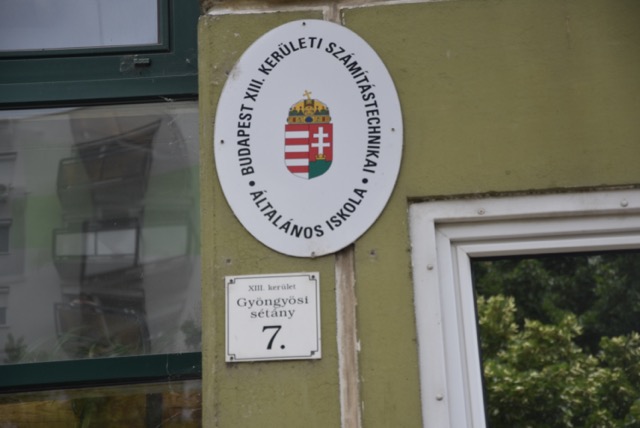 BUDAPEST XIII. KERÜLETI SZÁMÍTÁSTECHNIKAI
• ÁLTALÁNOS ISKOLA •
XIII. kerület
Gyöngyösi
sétány
7.